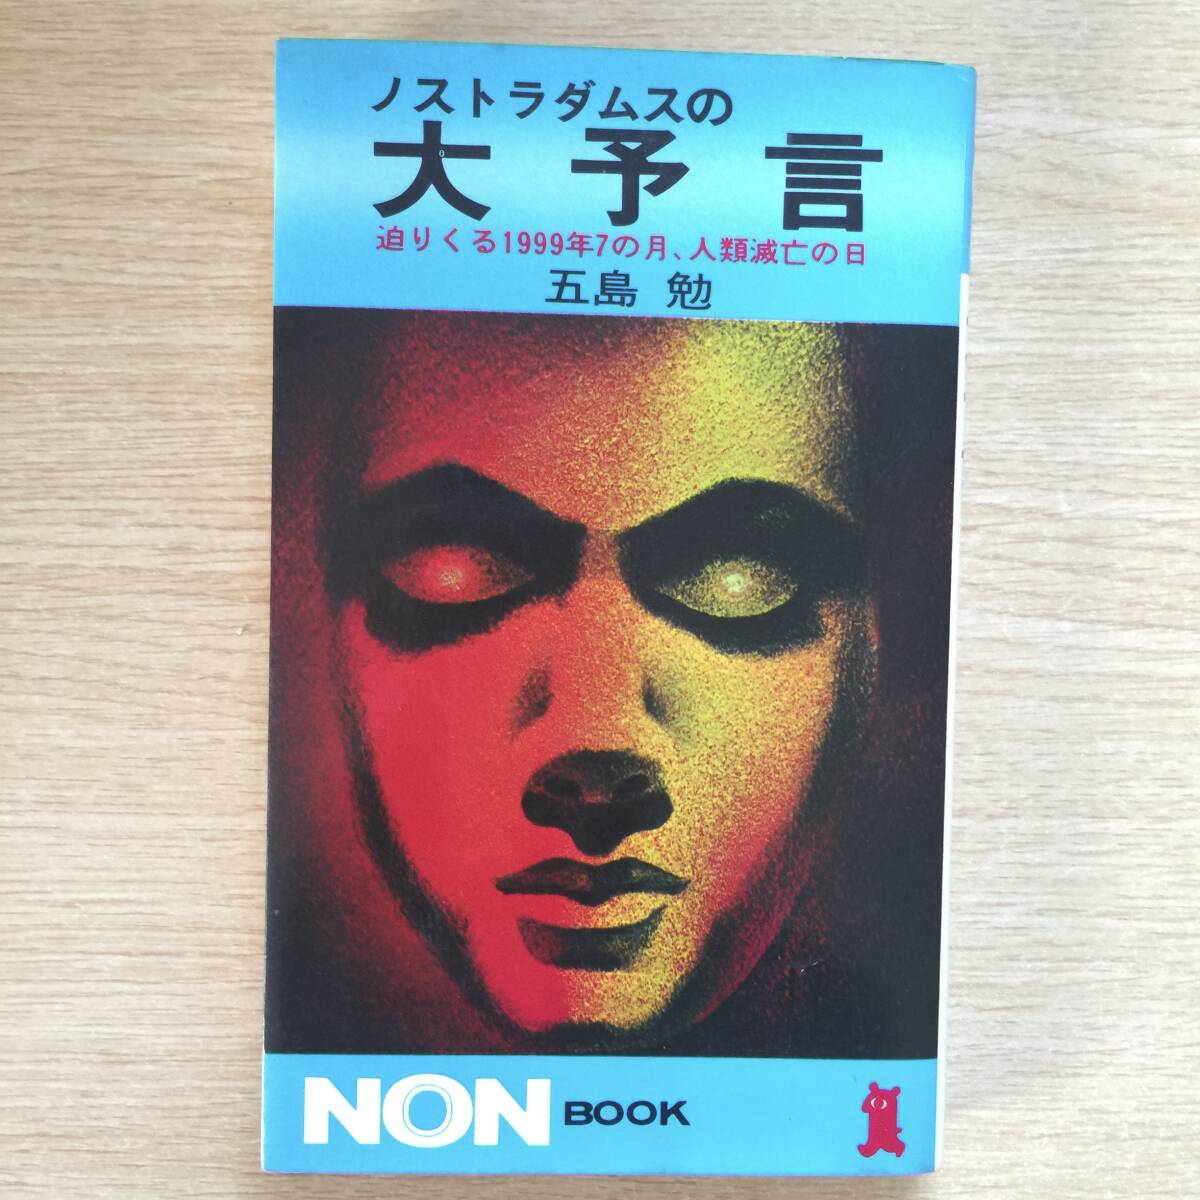 ノストラダムスの
大予言
迫りくる1999年7の月、人類滅亡の日
五島 勉
NON BOOK